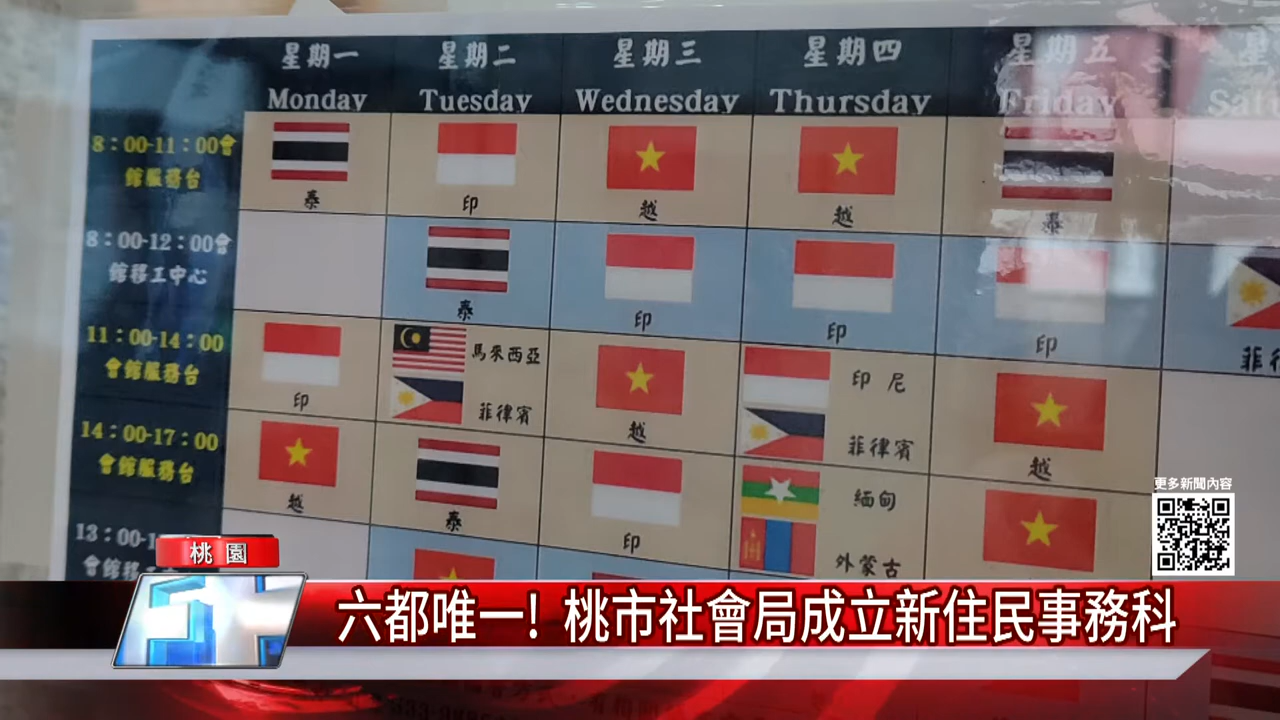 星期一 星期二 星期三 星期四 星期五 星
Monday Tuesday Wednesday Thursday Friday
8：00-11：00會
館服務台
泰 印 越 越 泰
8：00-12：00會
館移工中心
泰 印 印 印
11：00-14：00
會館服務台
印 馬來西亞 菲律賓 越 印尼 菲律賓 越
14：00-17：00
會館服務台
越 泰 印 緬甸 外蒙古
13：00-1
更多新聞內容
桃園
六都唯一! 桃市社會局成立新住民事務科